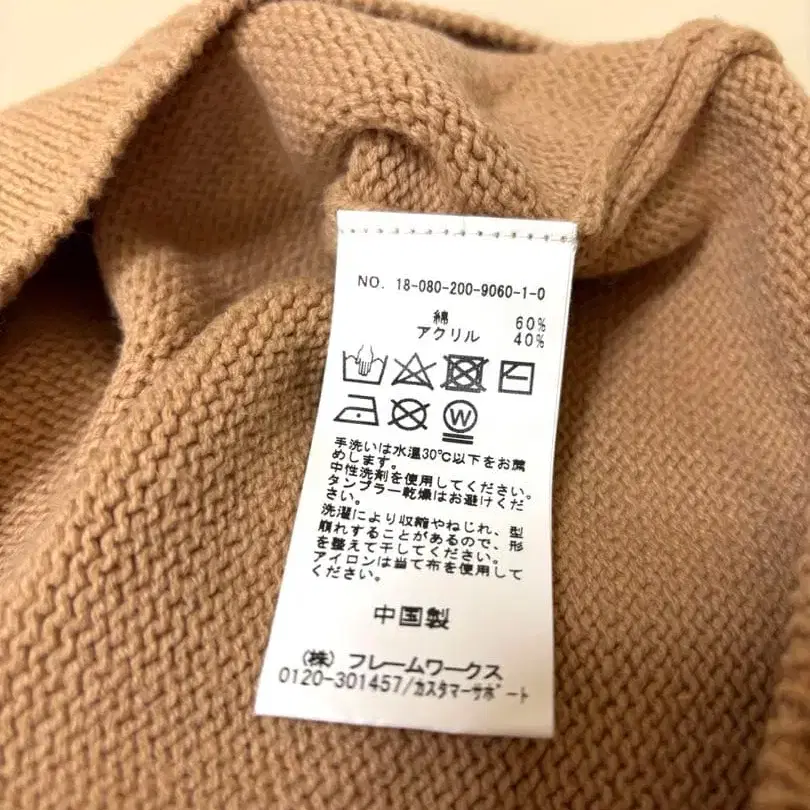 NO. 18-080-200-9060-1-0
綿 60%
アクリル 40%
W
手洗いは水温30℃以下をお薦
めします。
中性洗剤を使用してください。
タンブラー乾燥はお避けくだ
さい。
洗濯により収縮やねじれ、型
崩れすることがあるので、形
を整えて干してください。
アイロンは当て布を使用して
ください。
中国製
(株) フレームワークス
0120-301457/カスタマーサポート